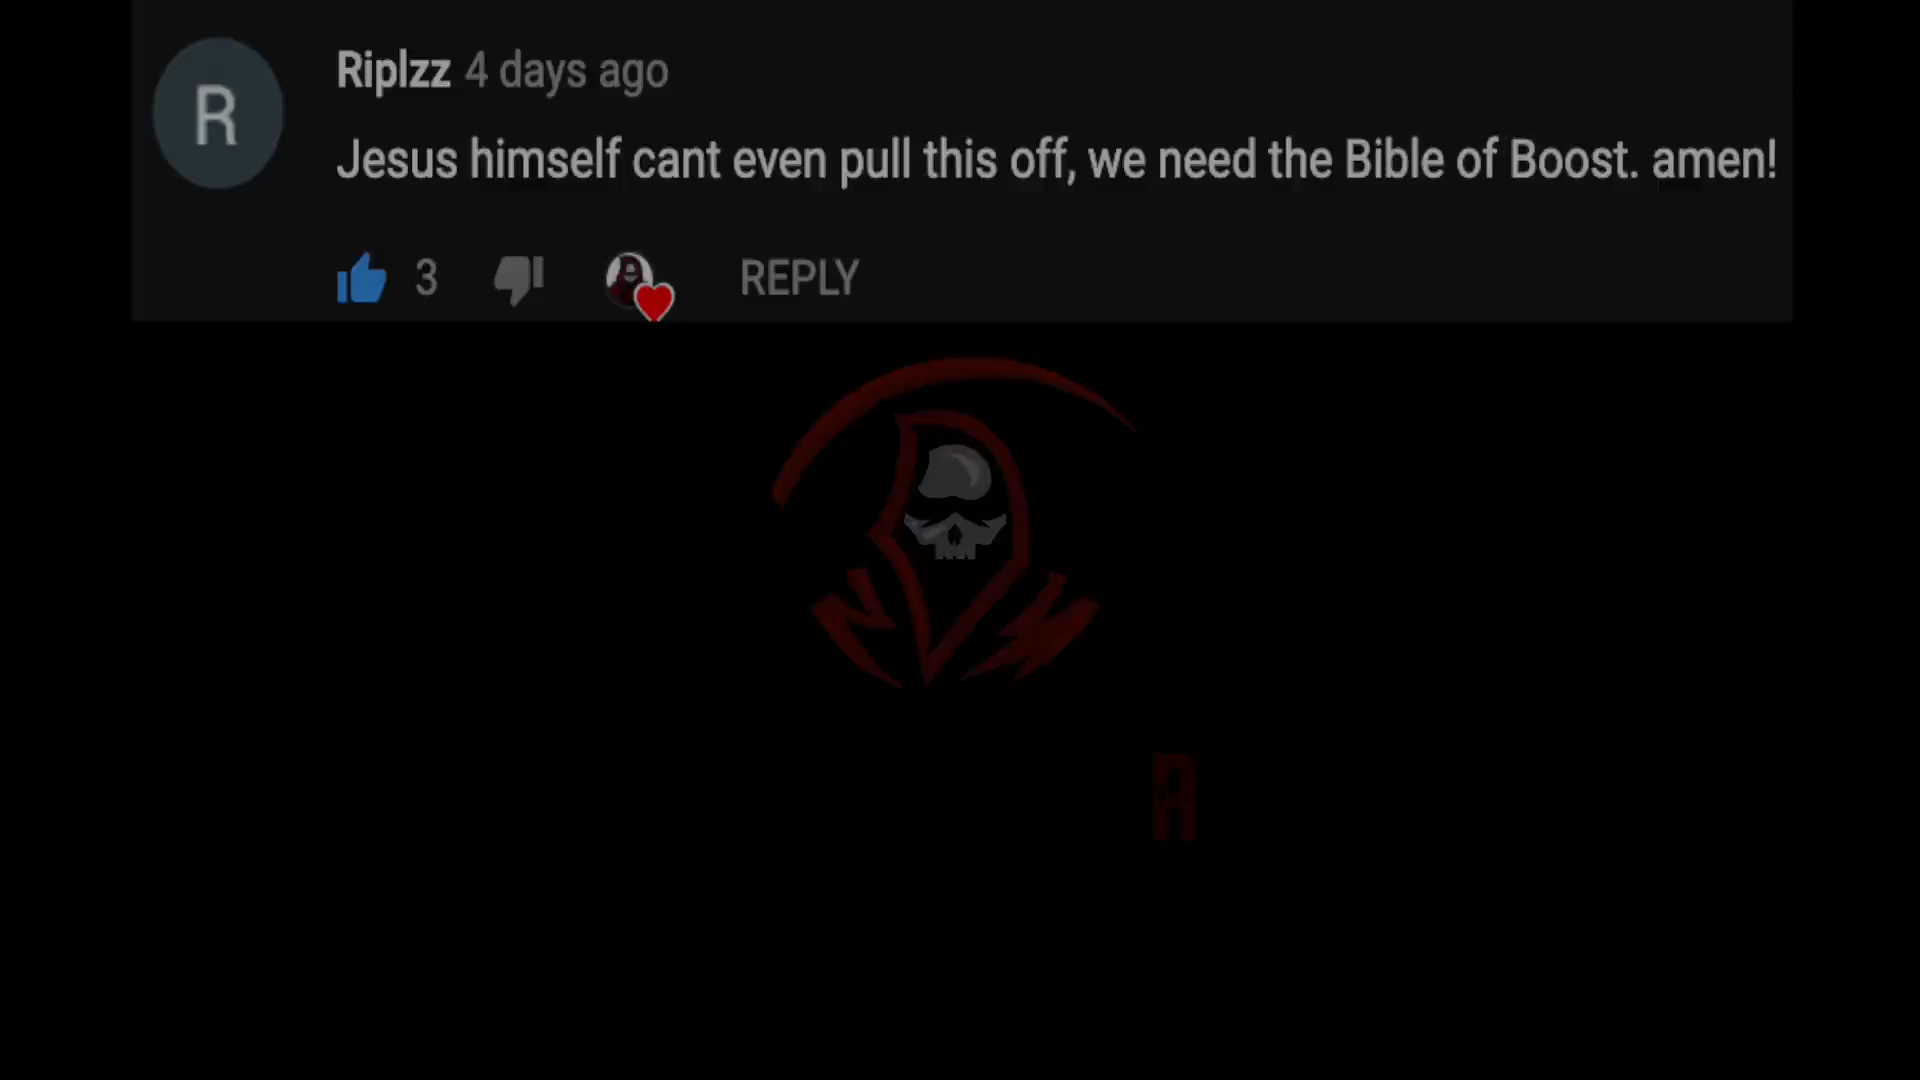 R
Riplzz 4 days ago
Jesus himself cant even pull this off, we need the Bible of Boost. amen!
3
REPLY
A